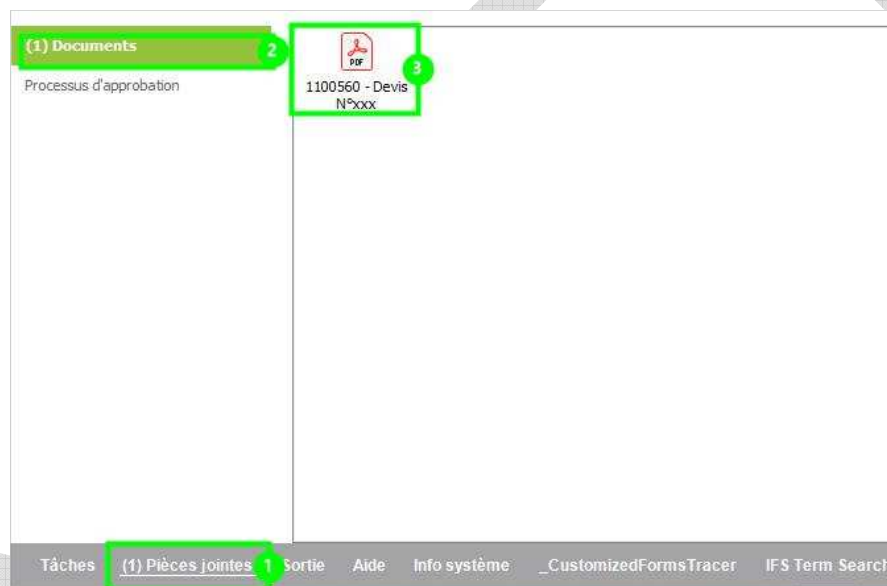 (1) Documents
2
Processus d'approbation
PDF
3
1100560 - Devis
N°xxx
Tâches (1) Pièces jointes 1 Sortie Aide Info système _CustomizedFormsTracer IFS Term Search